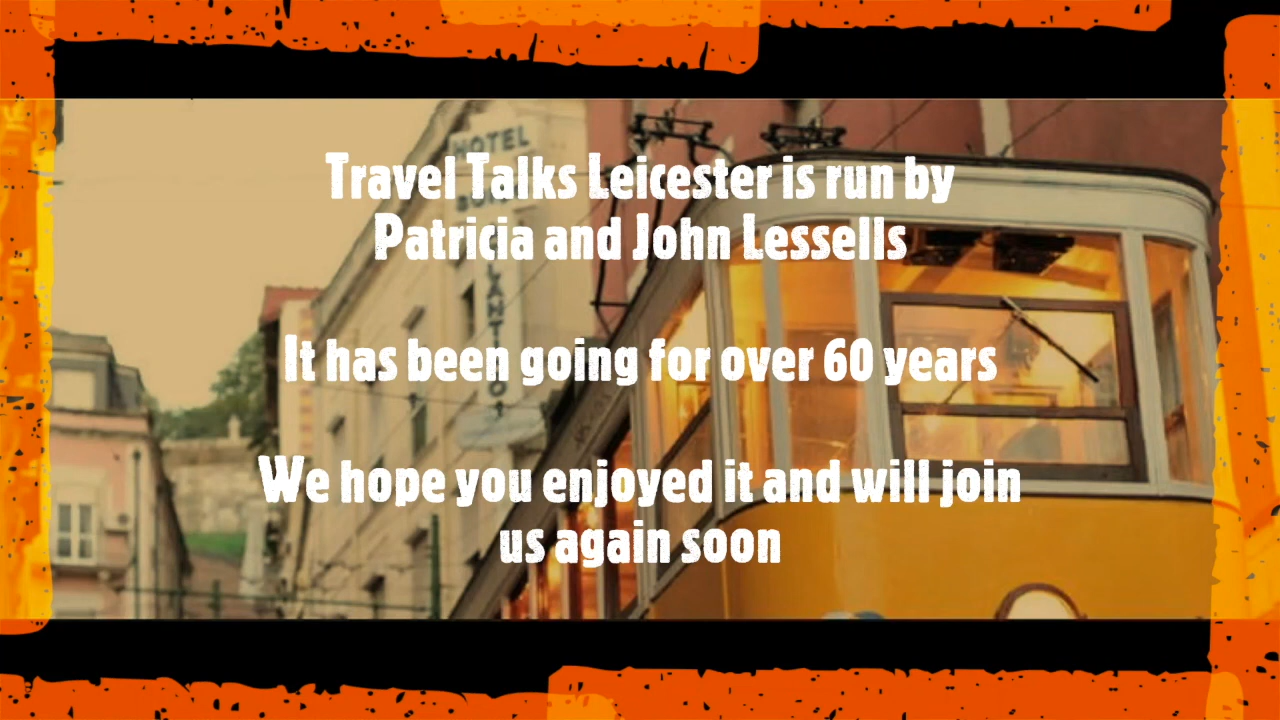 HOTEL
Travel Talks Leicester is run by
Patricia and John Lessells
It has been going for over 60 years
We hope you enjoyed it and will join
us again soon